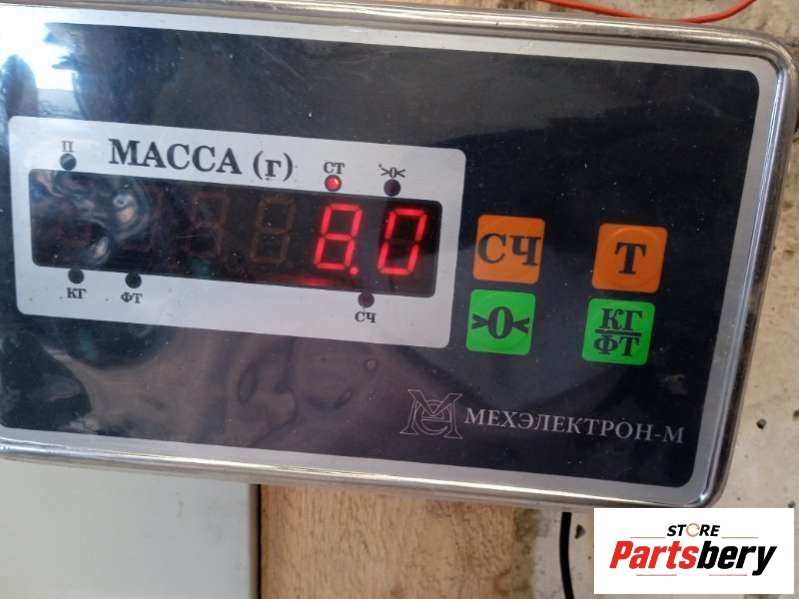 МАССА (г)
П
СТ
>0<
8.0
КГ
ФТ
СЧ
СЧ
Т
>0<
КГ
ФТ
МЕХЭЛЕКТРОН-М
STORE
Partsbery